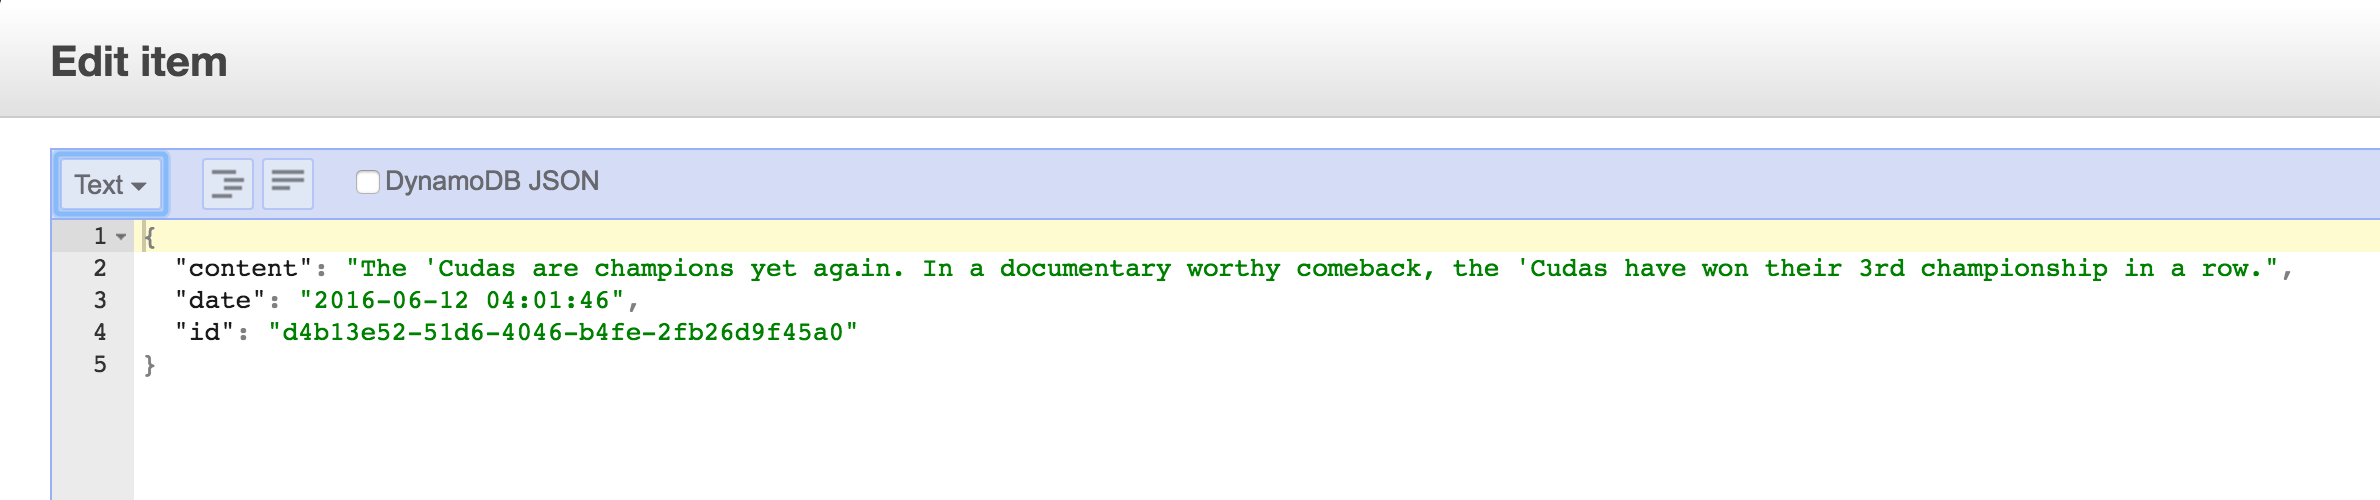 Edit item
Text DynamoDB JSON
1 {
2 "content": "The 'Cudas are champions yet again. In a documentary worthy comeback, the 'Cudas have won their 3rd championship in a row.",
3 "date": "2016-06-12 04:01:46",
4 "id": "d4b13e52-51d6-4046-b4fe-2fb26d9f45a0"
5 }